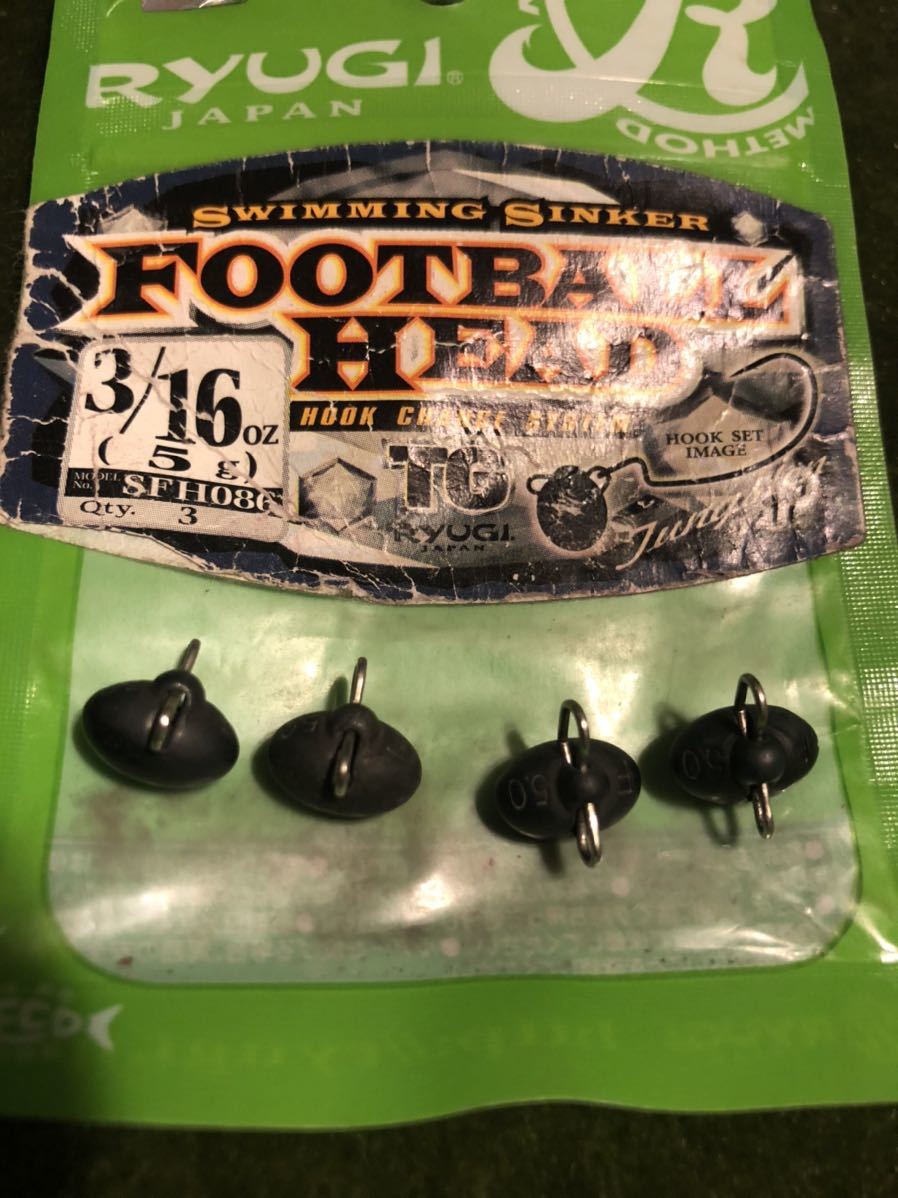 RYUGI®
JAPAN
R
METHOD
SWIMMING SINKER
FOOTBALL
HEAD
HOOK CHANGE SYSTEM
3/16oz
(5g)
MODEL No. SFH086
Qty. 3
TG
RYUGI
JAPAN
HOOK SET
IMAGE
5.0
5.0